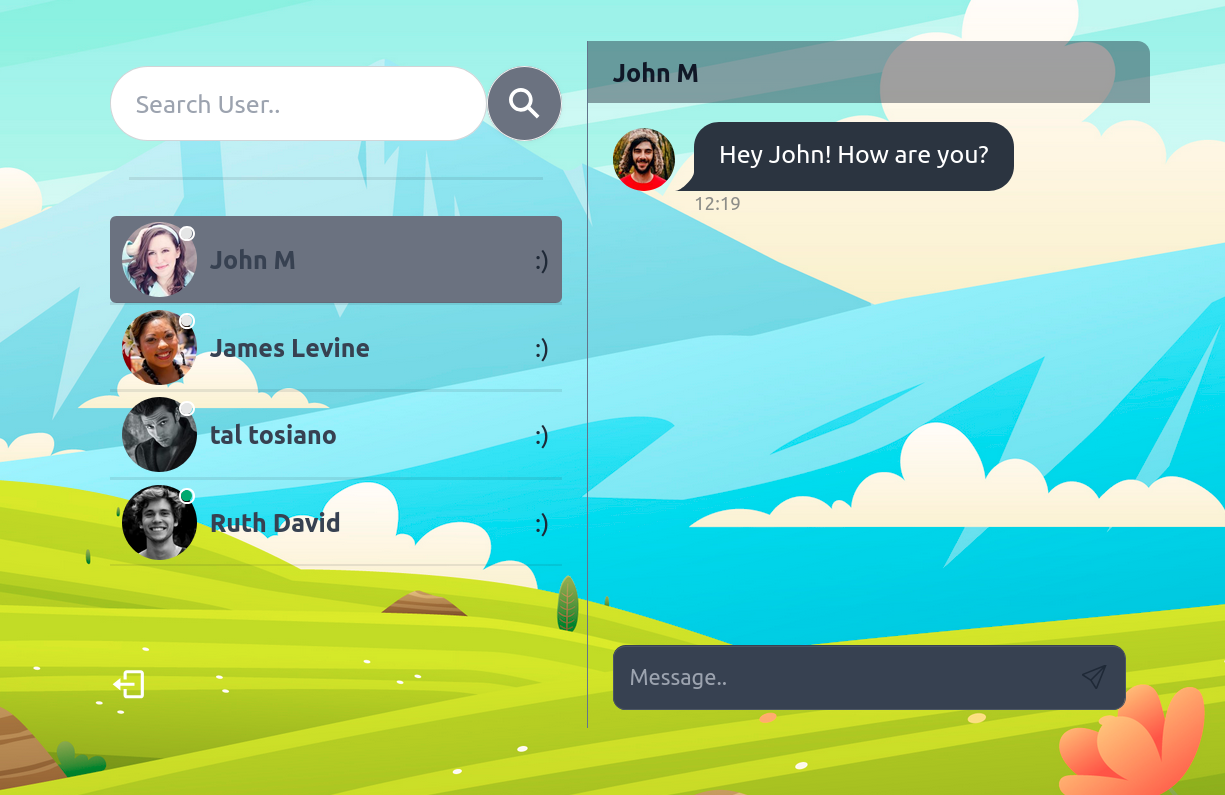 Search User..
John M
:)
James Levine
:)
tal tosiano
:)
Ruth David
:)
John M
Hey John! How are you?
12:19
Message..